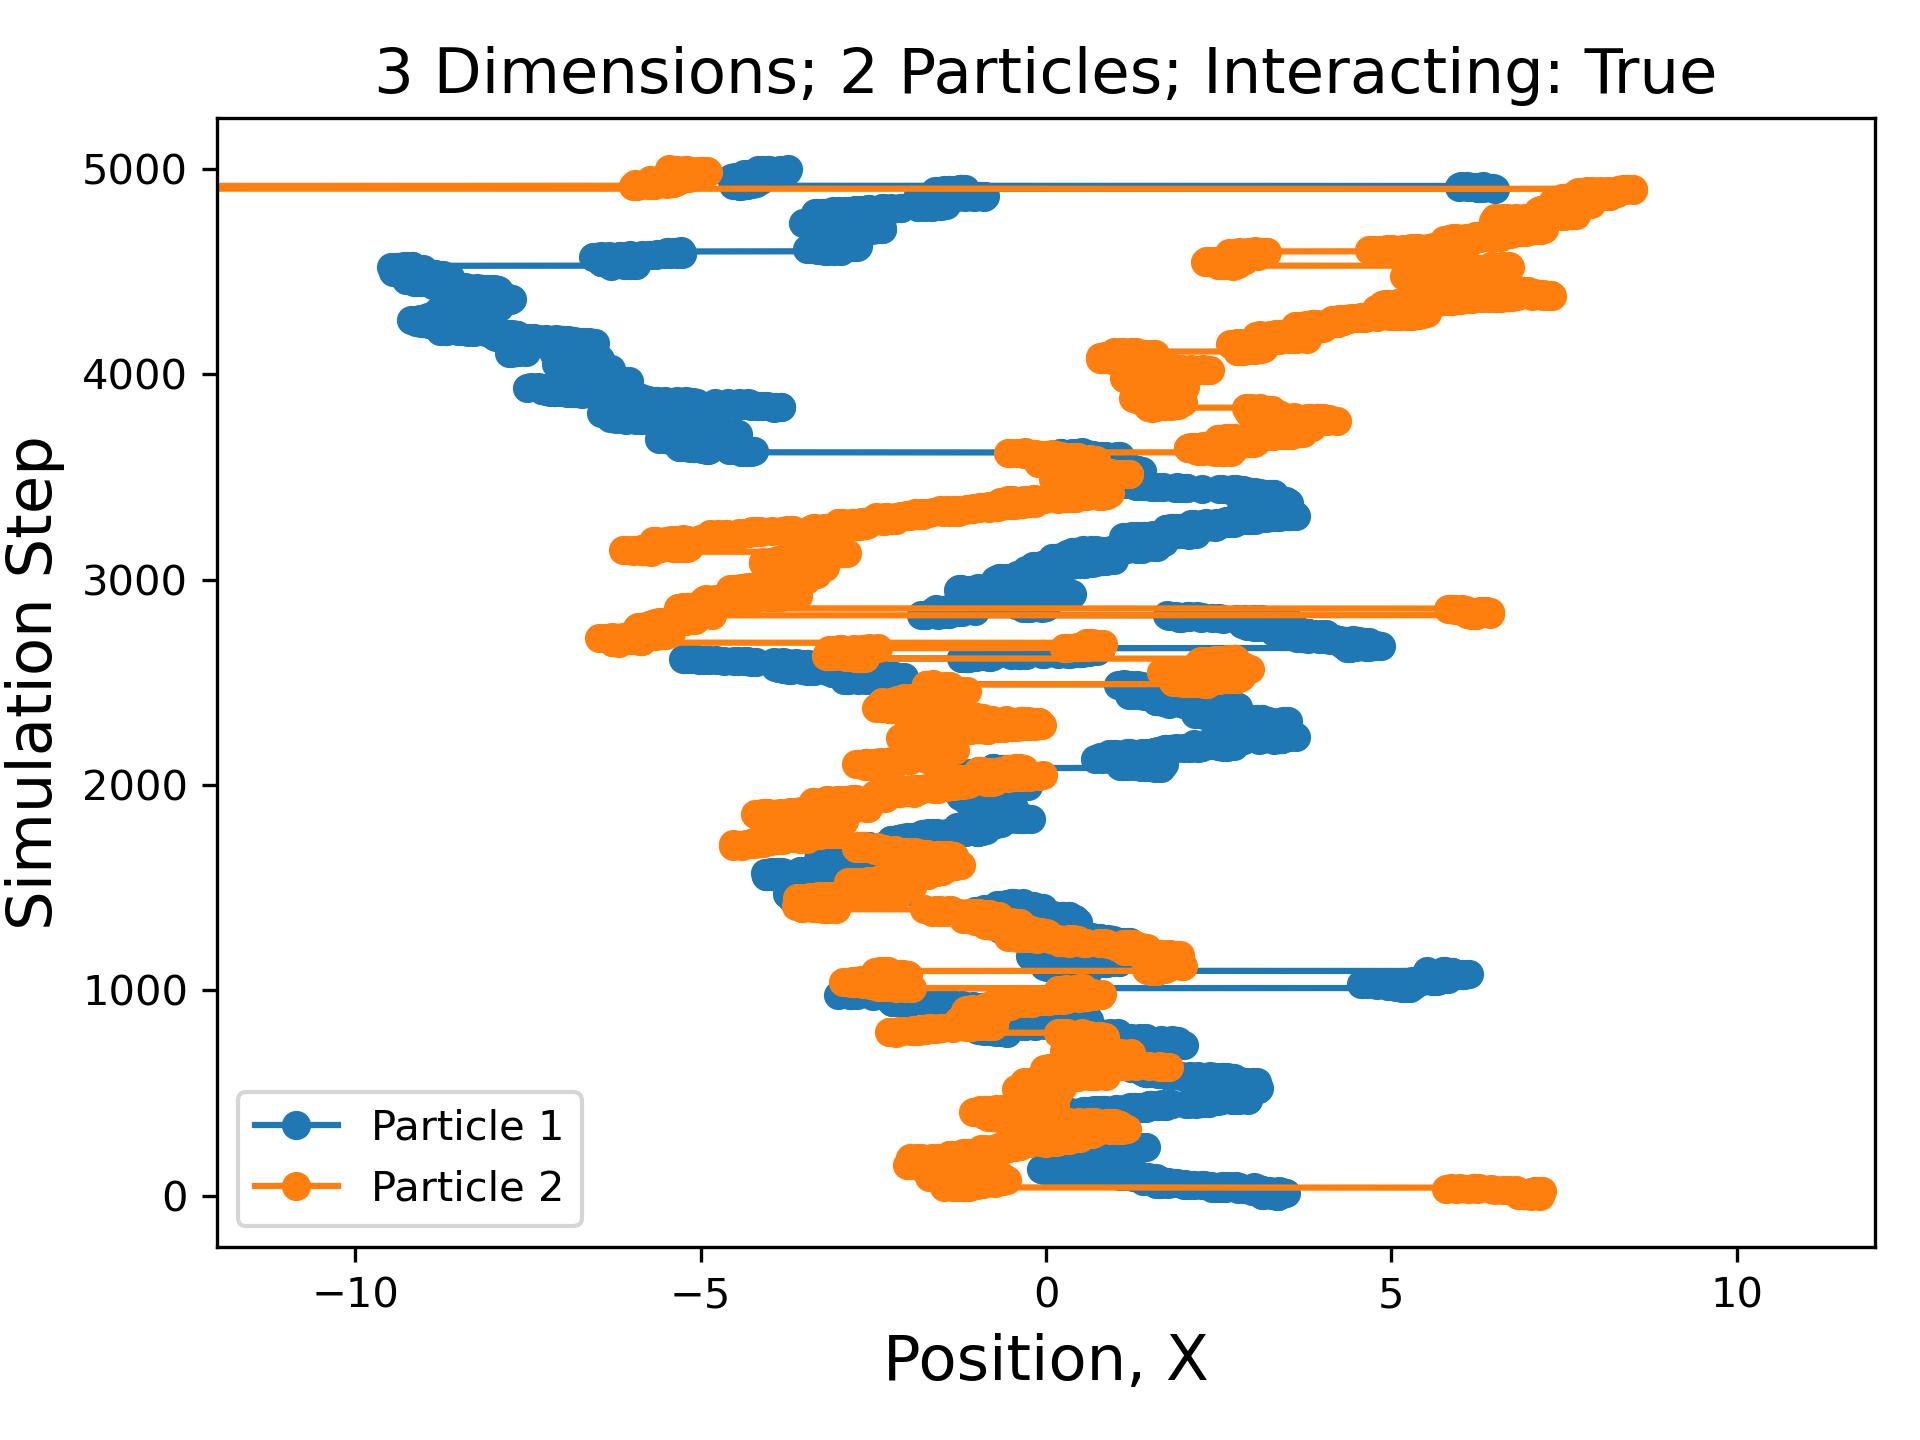 3 Dimensions; 2 Particles; Interacting: True
Simulation Step
5000
4000
3000
2000
1000
0
−10
−5
0
5
10
Position, X
Particle 1
Particle 2